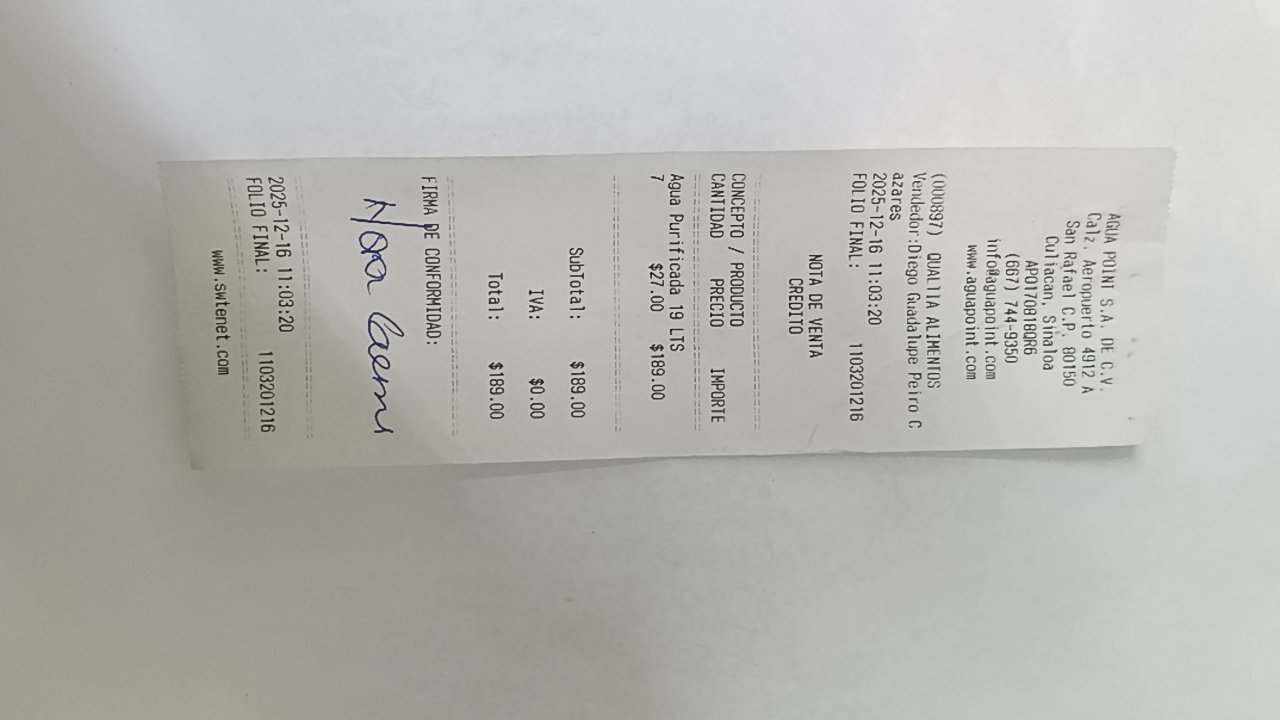 AGUA POINT S.A. DE C.V.
Calz. Aeropuerto 4912 A
San Rafael C.P. 80150
Culiacan, Sinaloa
APO170818QR6
(667) 744-9350
info@aguapoint.com
www.aguapoint.com
(000897) QUALTIA ALIMENTOS
Vendedor:Diego Guadalupe Peiro C
azares
2025-12-16 11:03:20
FOLIO FINAL: 1103201216
NOTA DE VENTA
CREDITO
CONCEPTO / PRODUCTO
CANTIDAD PRECIO IMPORTE
Agua Purificada 19 LTS
7 $27.00 $189.00
SubTotal: $189.00
IVA: $0.00
Total: $189.00
FIRMA DE CONFORMIDAD:
2025-12-16 11:03:20
FOLIO FINAL: 1103201216
www.swtenet.com